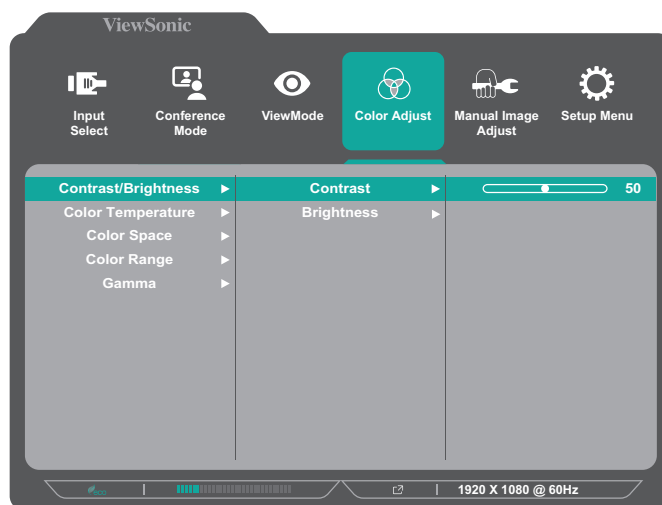 ViewSonic
Input Select
Conference Mode
ViewMode
Color Adjust
Manual Image Adjust
Setup Menu
Contrast/Brightness
Contrast
50
Color Temperature
Brightness
Color Space
Color Range
Gamma
eco
1920 X 1080 @ 60Hz